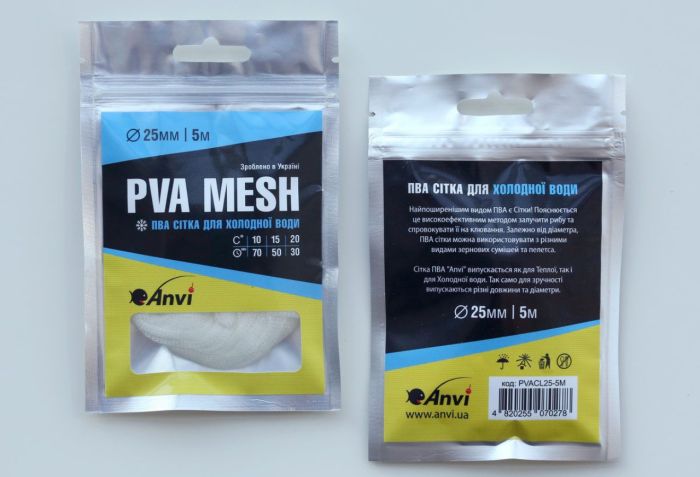 Ø 25мм | 5м
Зроблено в Україні
PVA MESH
ПВА СІТКА ДЛЯ ХОЛОДНОЇ ВОДИ
C° 10 15 20
70 50 30
Anvi
ПВА СІТКА ДЛЯ ХОЛОДНОЇ ВОДИ
Найпоширенішим видом ПВА є Сітки! Пояснюється
це високоефективним методом залучити рибу та
спровокувати її на клювання. Залежно від діаметра,
ПВА сітки можна використовувати з різними
видами зернових сумішей та пелетса.
Сітка ПВА "Anvi" випускається як для Теплої, так і
для Холодної води. Так само для зручності
випускаються різні довжини та діаметри.
Ø 25мм | 5м
Anvi
www.anvi.ua
код: PVACL25-5M
4 820255 070278